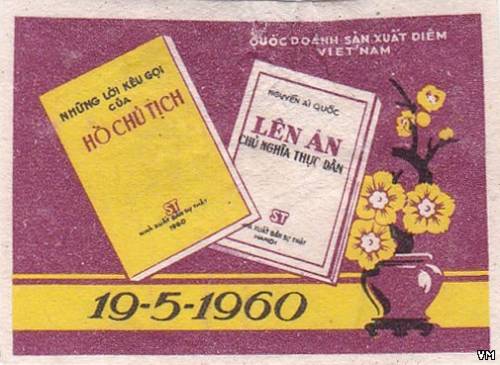 QUỐC DOANH SẢN XUẤT DIÊM
VIỆT NAM
NHỮNG LỜI KÊU GỌI
CỦA
HỒ CHỦ TỊCH
ST
NHÀ XUẤT BẢN SỰ THẬT
1960
NGUYỄN ÁI QUỐC
LÊN ÁN
CHỦ NGHĨA THỰC DÂN
ST
NHÀ XUẤT BẢN SỰ THẬT
HANOI
19-5-1960
VM